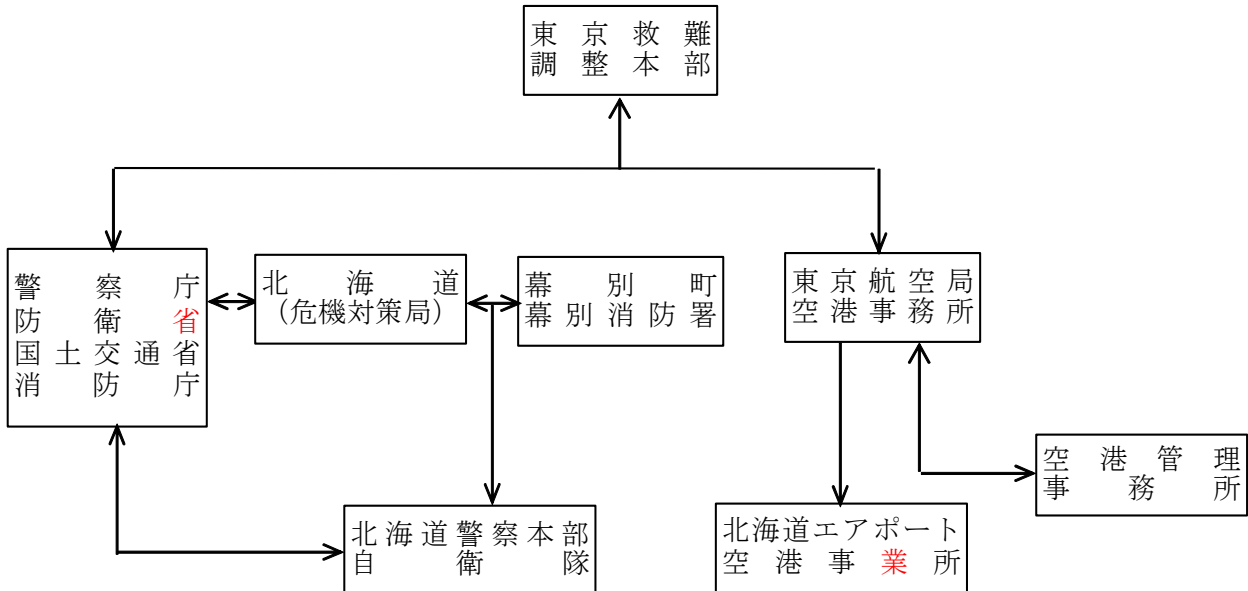 東京救難
調整本部
警察庁
防衛省
国土交通省
消防庁
北海道
(危機対策局)
幕別町
幕別消防署
東京航空局
空港事務所
空港管理
事務所
北海道警察本部
自衛隊
北海道エアポート
空港事業所